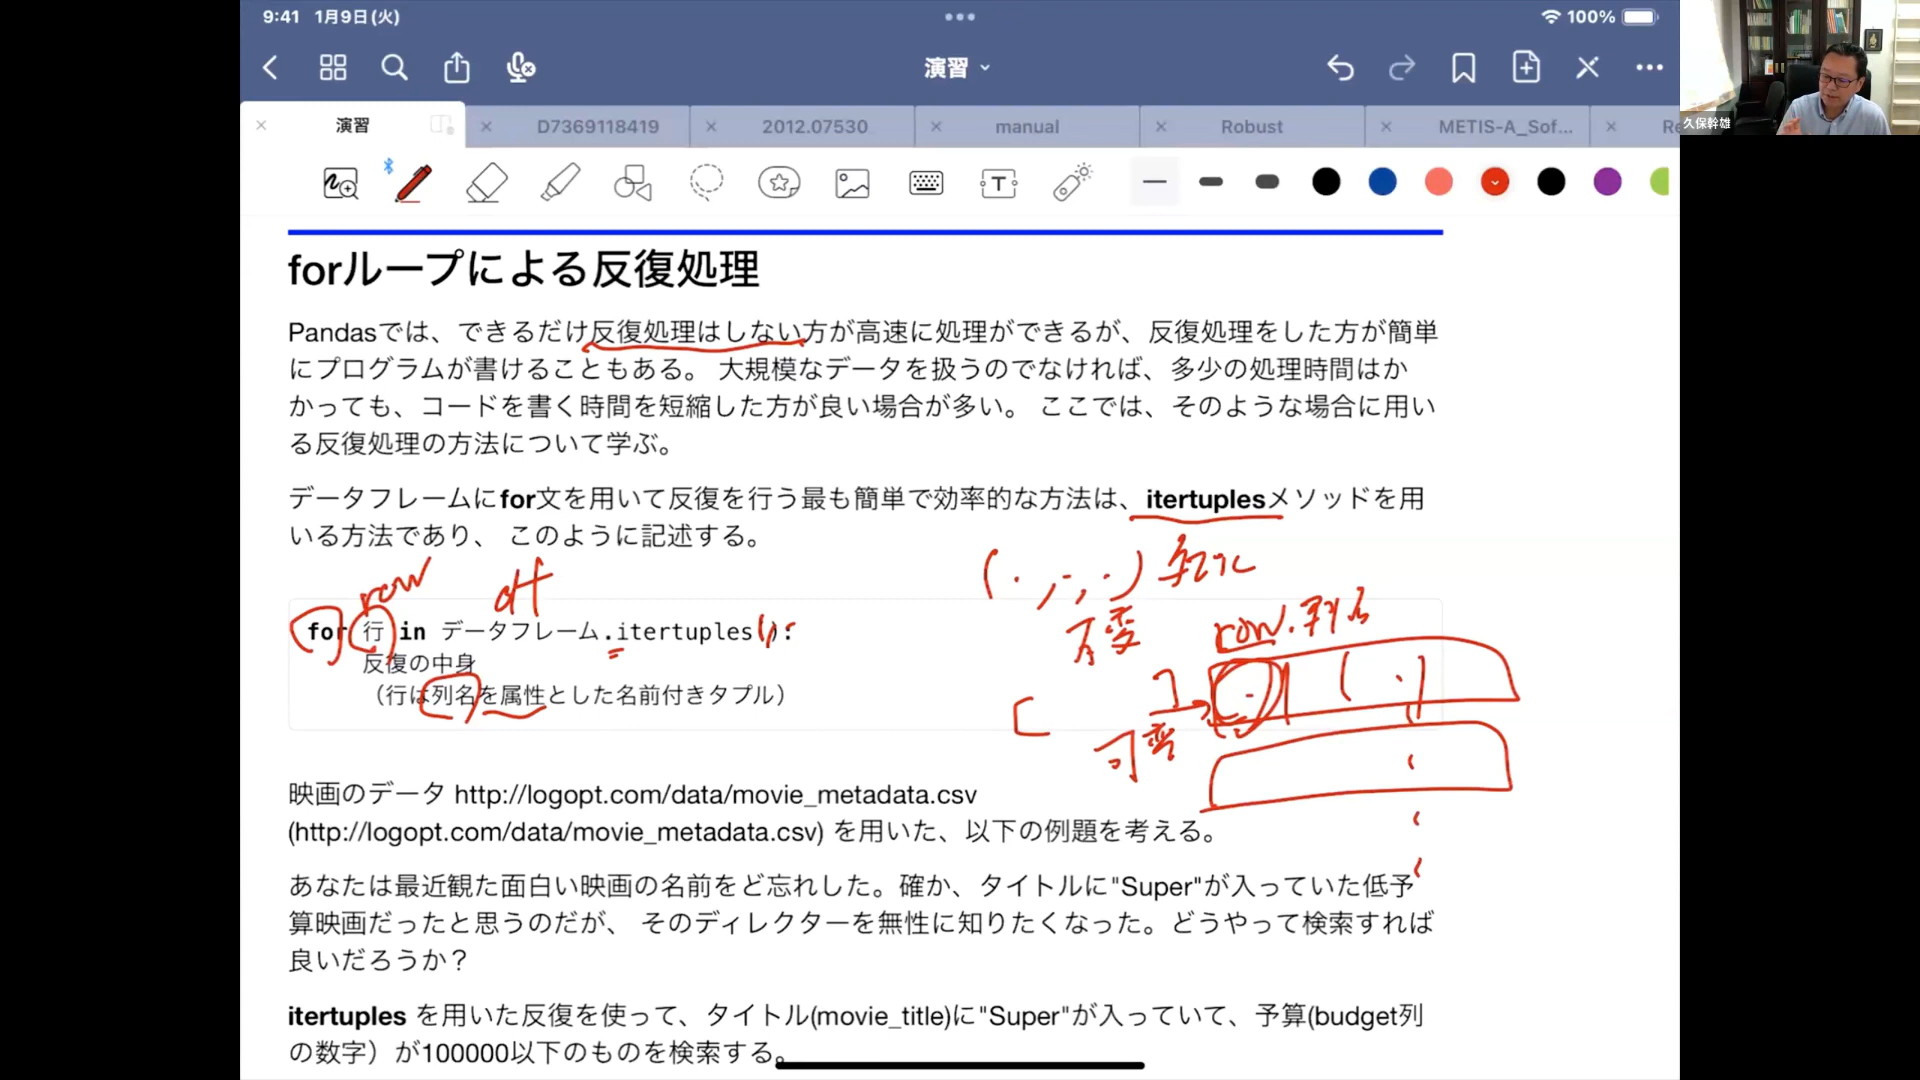 9:41 1月9日(火)
100%
演習
演習
D7369118419
2012.07530
manual
Robust
METIS-A_Sof...
Re
久保幹雄
forループによる反復処理
Pandasでは、できるだけ反復処理はしない方が高速に処理ができるが、反復処理をした方が簡単
にプログラムが書けることもある。 大規模なデータを扱うのでなければ、多少の処理時間はか
かっても、コードを書く時間を短縮した方が良い場合が多い。 ここでは、そのような場合に用い
る反復処理の方法について学ぶ。
データフレームにfor文を用いて反復を行う最も簡単で効率的な方法は、itertuplesメソッドを用
いる方法であり、 このように記述する。
row
df
for 行 in データフレーム.itertuples():
反復の中身
（行は列名を属性とした名前付きタプル）
不変
row.列名
可変
映画のデータ http://logopt.com/data/movie_metadata.csv
(http://logopt.com/data/movie_metadata.csv) を用いた、以下の例題を考える。
あなたは最近観た面白い映画の名前をど忘れした。確か、タイトルに"Super"が入っていた低予
算映画だったと思うのだが、 そのディレクターを無性に知りたくなった。どうやって検索すれば
良いだろうか？
itertuples を用いた反復を使って、タイトル(movie_title)に"Super"が入っていて、予算(budget列
の数字）が100000以下のものを検索する。